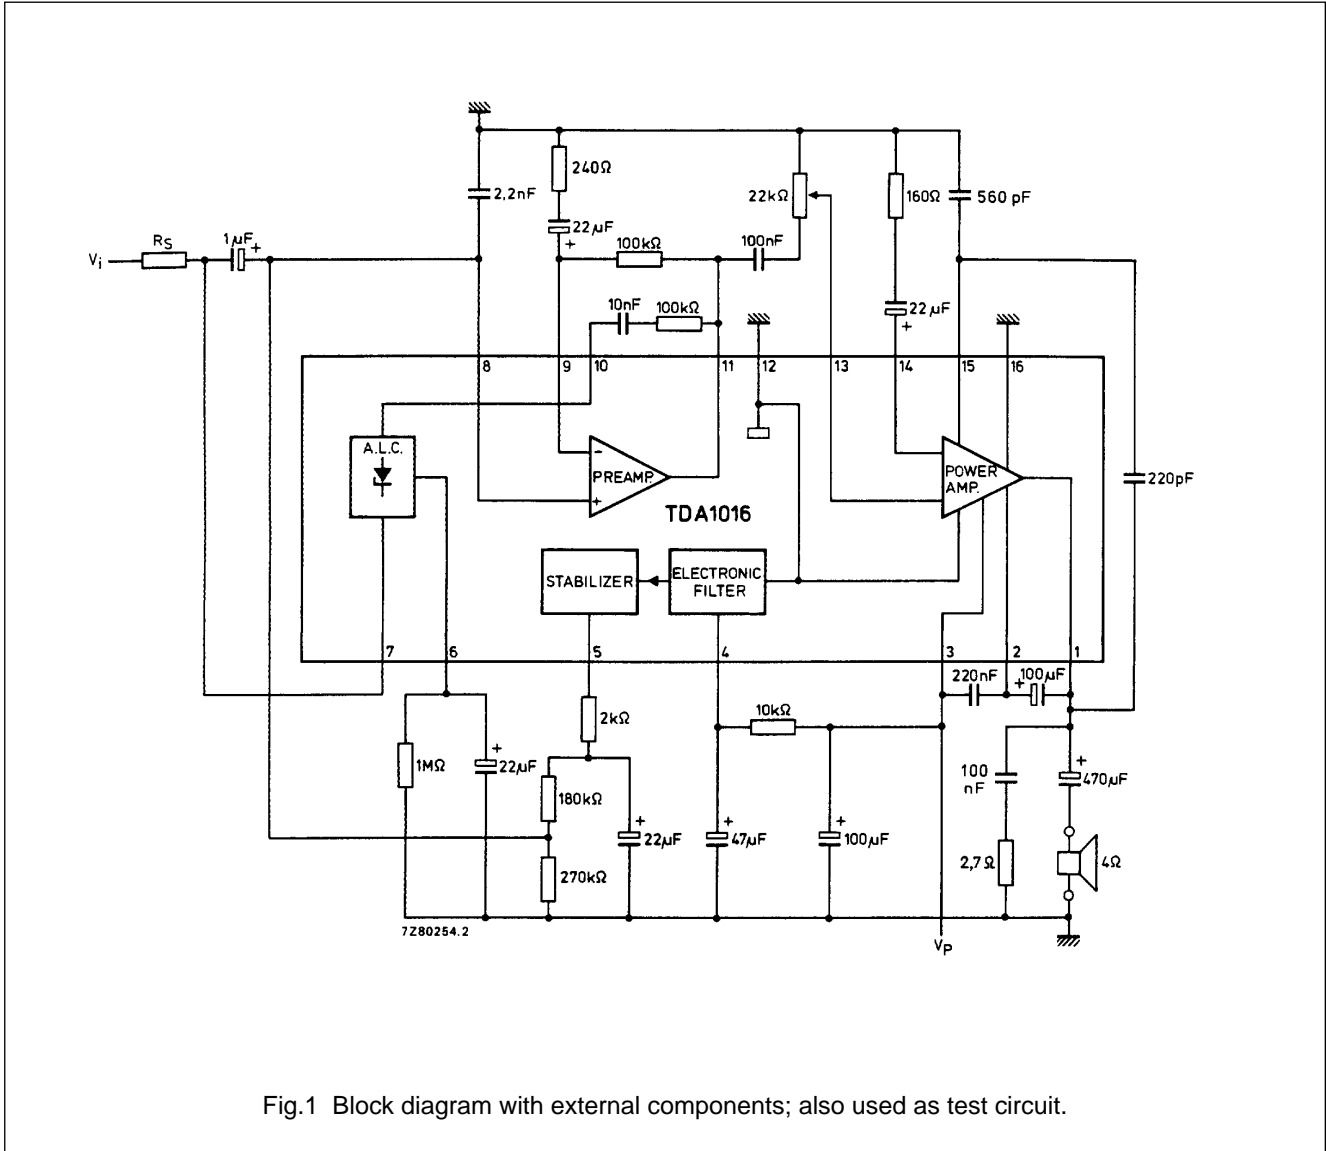 240Ω
2,2nF
22kΩ
160Ω
560 pF
22µF
RS
1µF
+
+
100kΩ
100nF
Vi
10nF
100kΩ
22µF
+
8
9
10
11
12
13
14
15
16
A.L.C.
−
PREAMP.
+
POWER
AMP.
220pF
TDA1016
STABILIZER
ELECTRONIC
FILTER
7
6
5
4
3
2
1
220nF
+
100µF
2kΩ
10kΩ
1MΩ
+
22µF
100
nF
+
470µF
180kΩ
+
22µF
+
47µF
+
100µF
2,7Ω
4Ω
270kΩ
7Z80254.2
VP
Fig.1 Block diagram with external components; also used as test circuit.